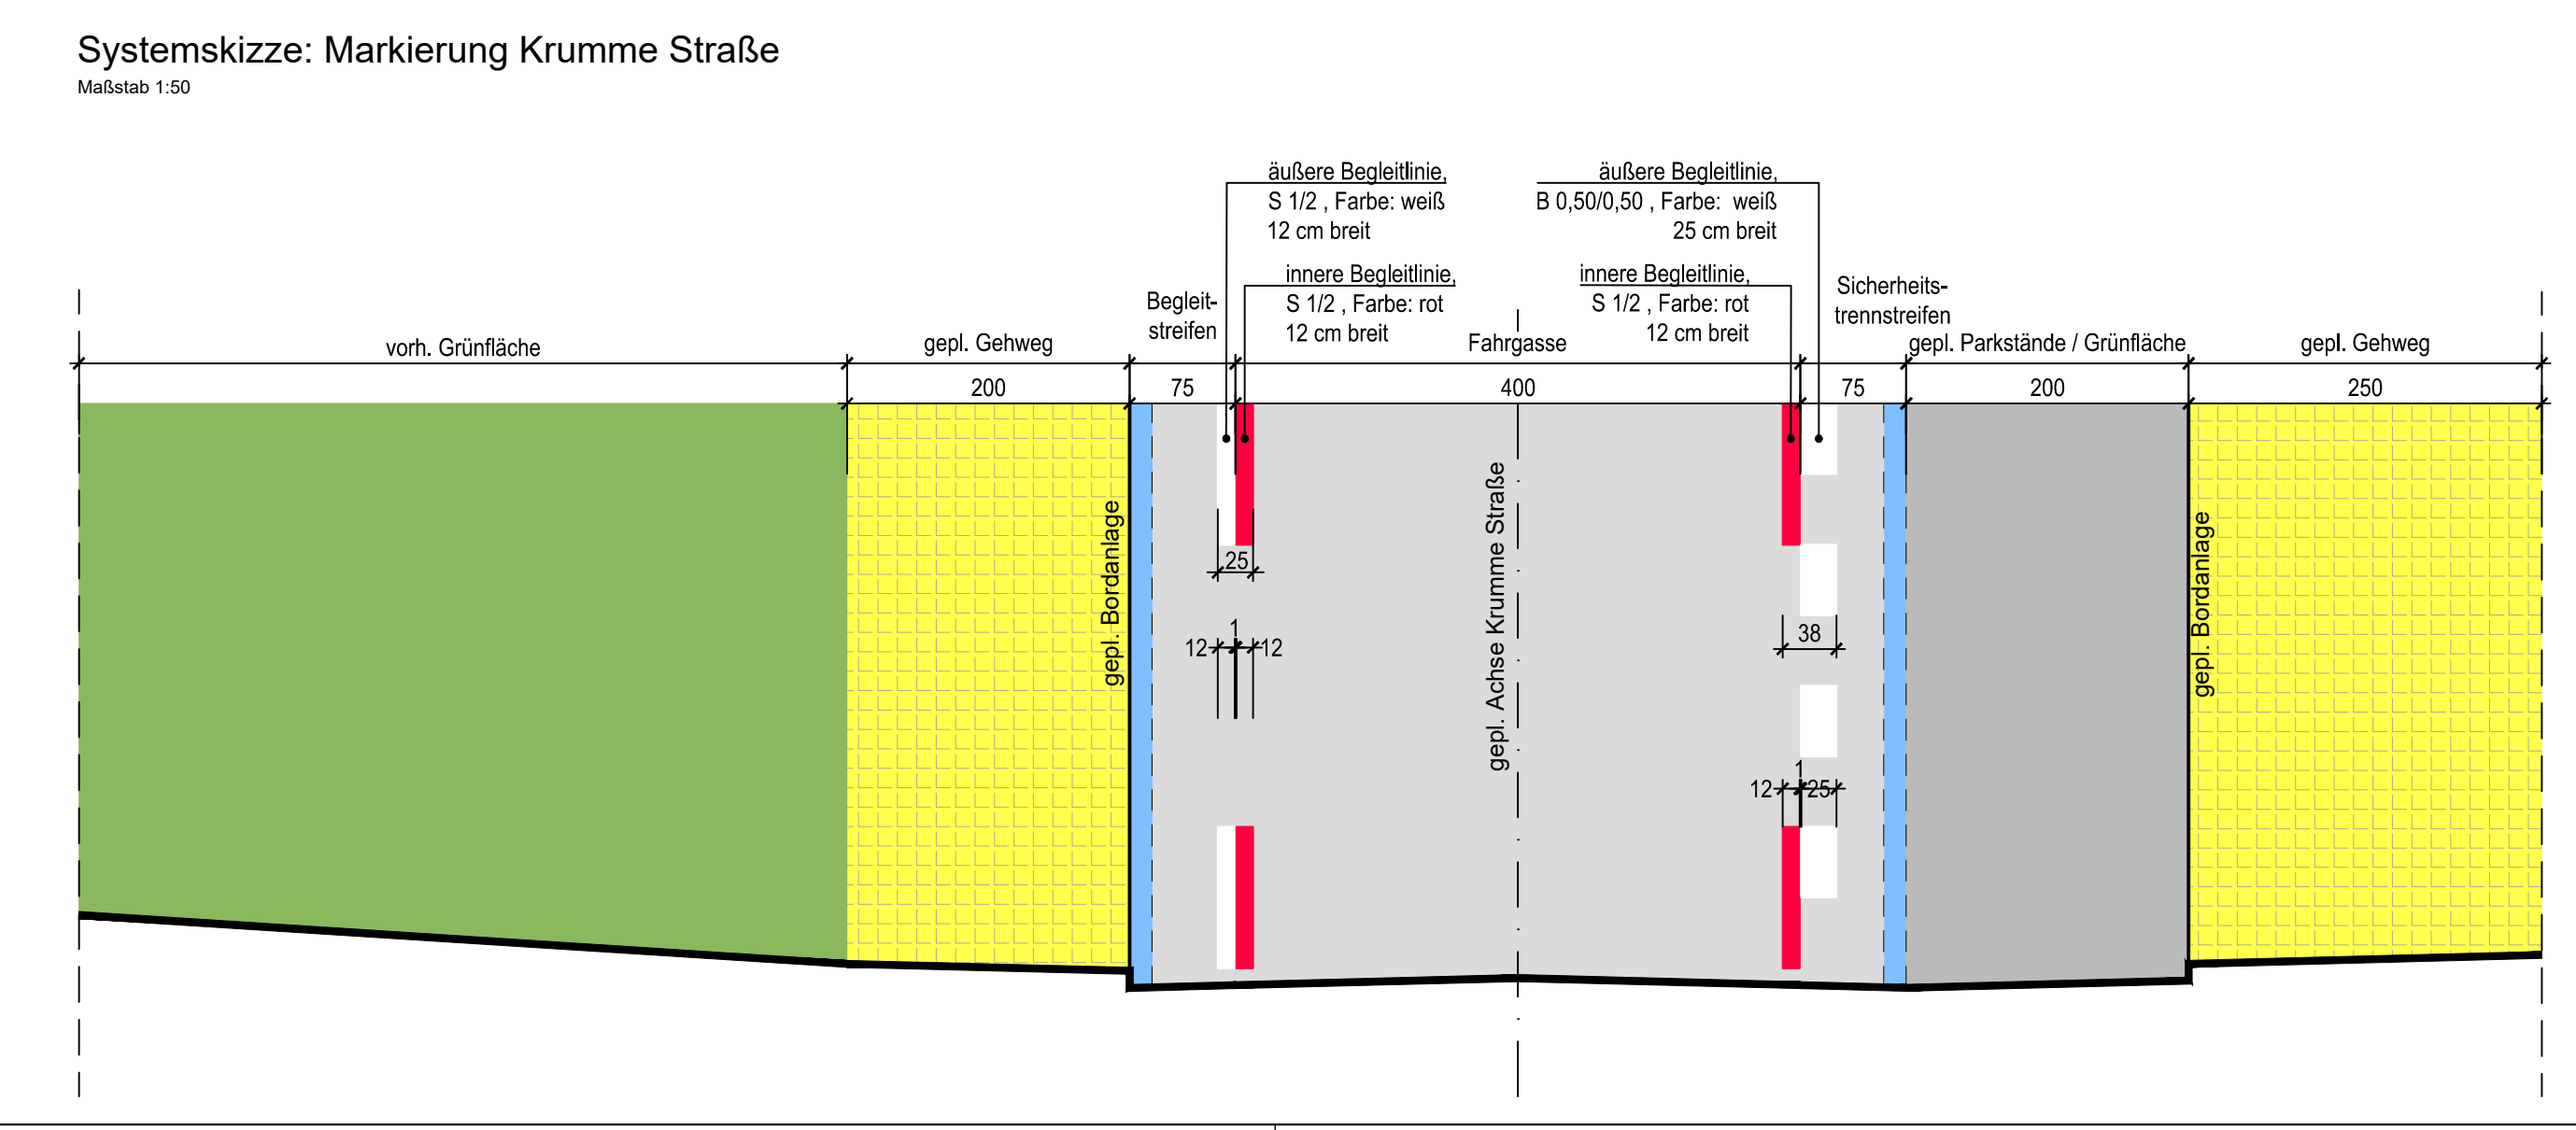 Systemskizze: Markierung Krumme Straße
Maßstab 1:50
äußere Begleitlinie,
S 1/2 , Farbe: weiß
12 cm breit
äußere Begleitlinie,
B 0,50/0,50 , Farbe: weiß
25 cm breit
innere Begleitlinie,
S 1/2 , Farbe: rot
12 cm breit
innere Begleitlinie,
S 1/2 , Farbe: rot
12 cm breit
Begleit-
streifen
Sicherheits-
trennstreifen
vorh. Grünfläche
gepl. Gehweg
Fahrgasse
gepl. Parkstände / Grünfläche
gepl. Gehweg
200
75
400
75
200
250
gepl. Bordanlage
gepl. Achse Krumme Straße
gepl. Bordanlage
25
1
12
12
38
1
12
25